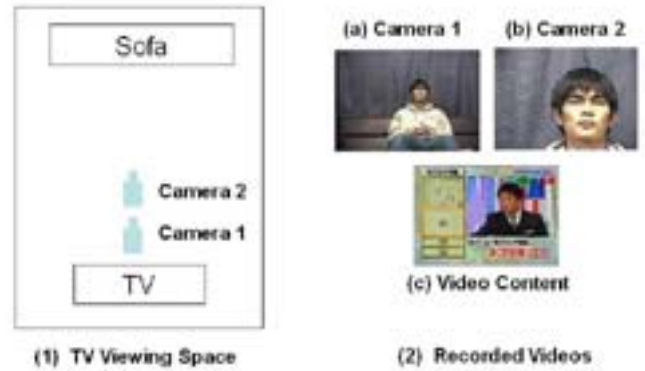 Sofa
Camera 2
Camera 1
TV
(1) TV Viewing Space
(a) Camera 1
(b) Camera 2
(c) Video Content
(2) Recorded Videos